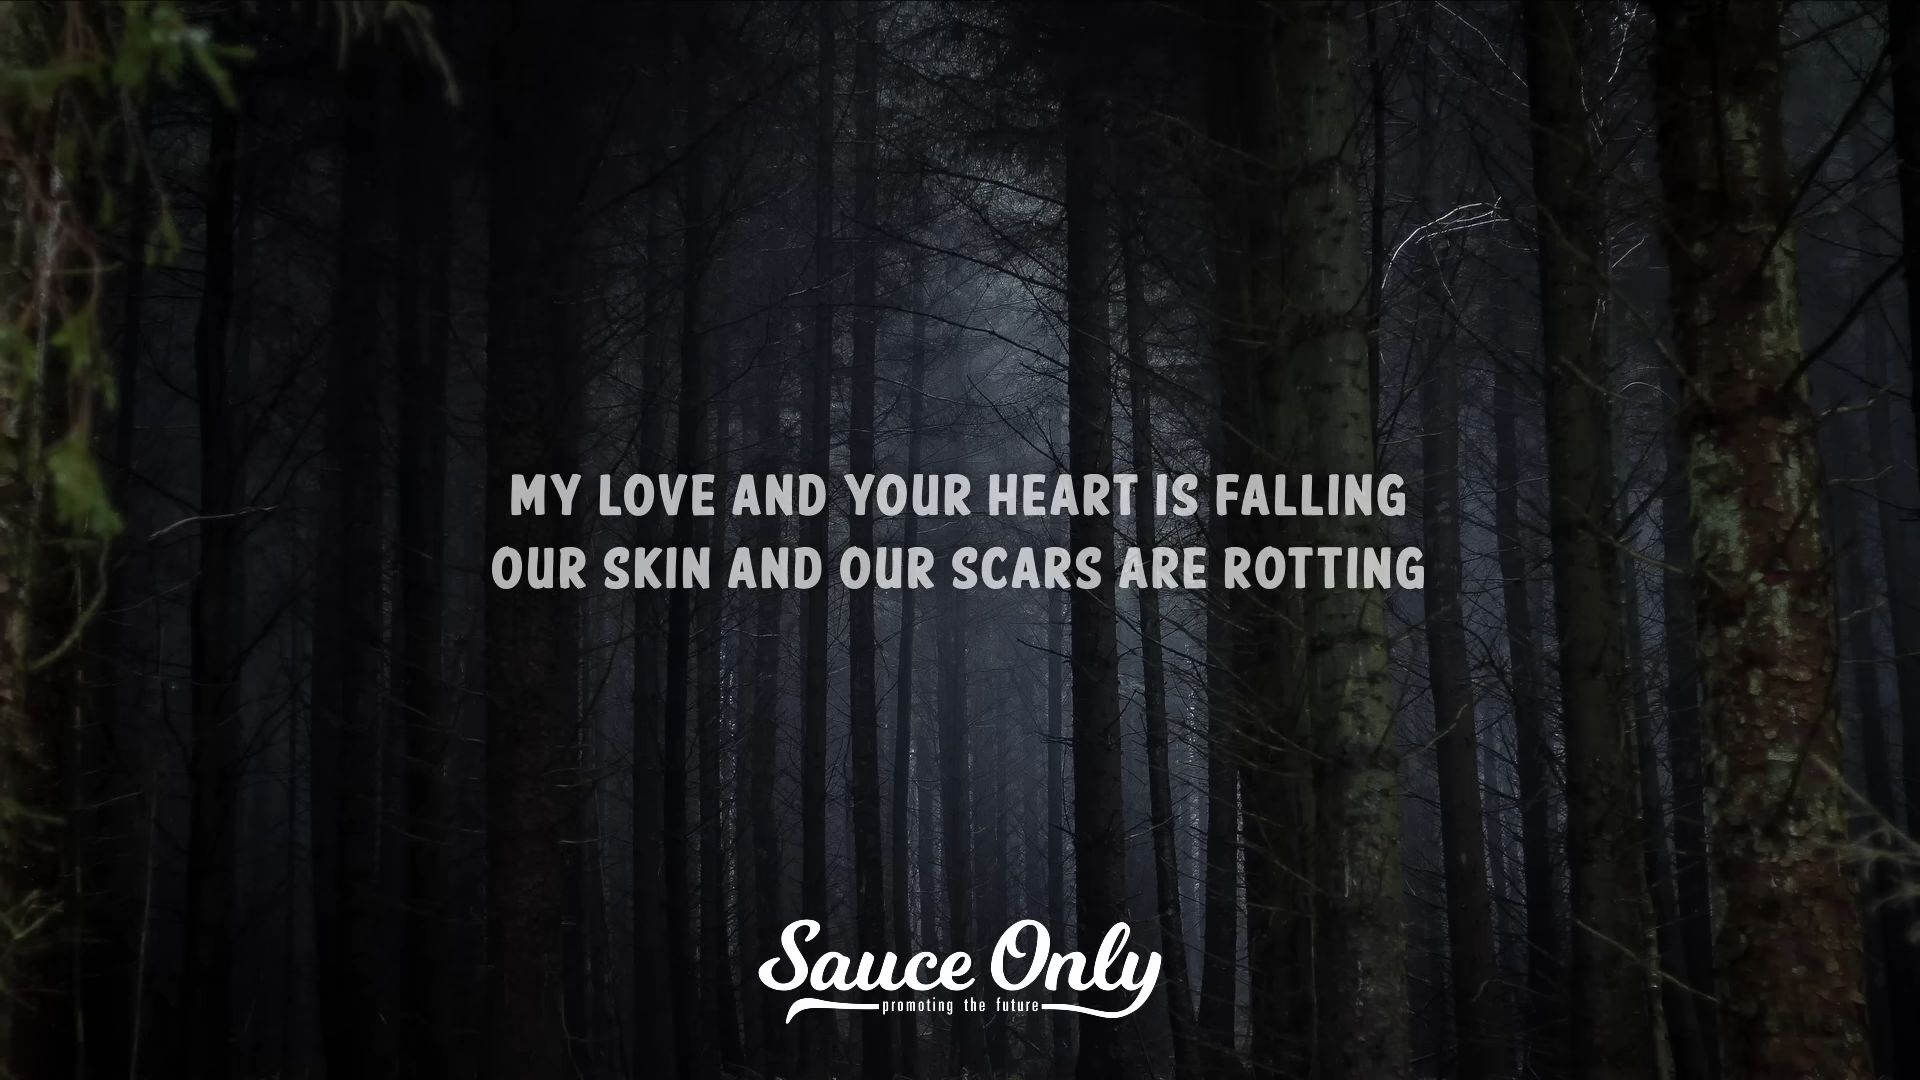 MY LOVE AND YOUR HEART IS FALLING
OUR SKIN AND OUR SCARS ARE ROTTING
Sauce Only
promoting the future